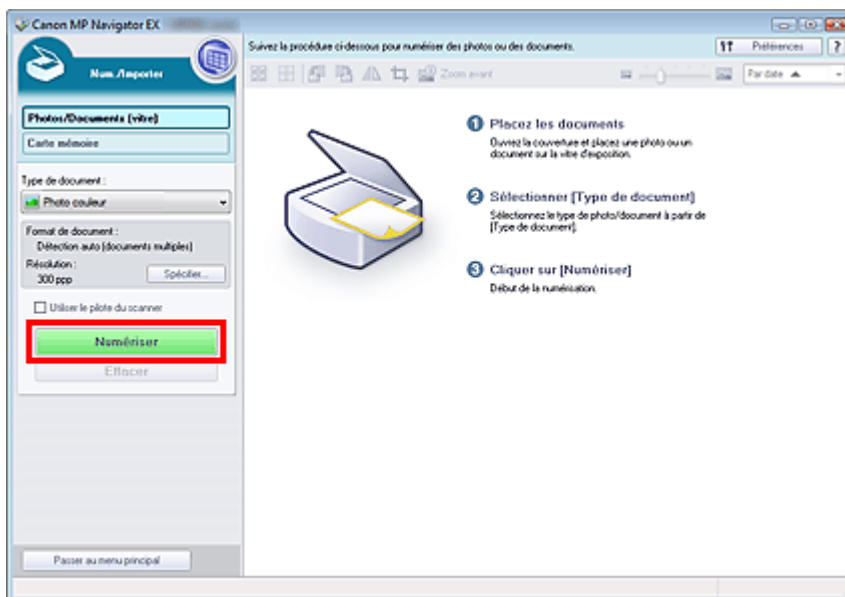 Canon MP Navigator EX
Num./Importer
Suivez la procédure ci-dessous pour numériser des photos ou des documents.
Préférences
?
Zoom avant
Par date
Photos/Documents (vitre)
Carte mémoire
Type de document :
Photo couleur
Format de document :
Détection auto (documents multiples)
Résolution :
300 ppp
Spécifier...
Utiliser le pilote du scanner
Numériser
Effacer
Passer au menu principal
1 Placez les documents
Ouvrez la couverture et placez une photo ou un
document sur la vitre d'exposition.
2 Sélectionner [Type de document]
Sélectionnez le type de photo/document à partir de
[Type de document].
3 Cliquer sur [Numériser]
Début de la numérisation.